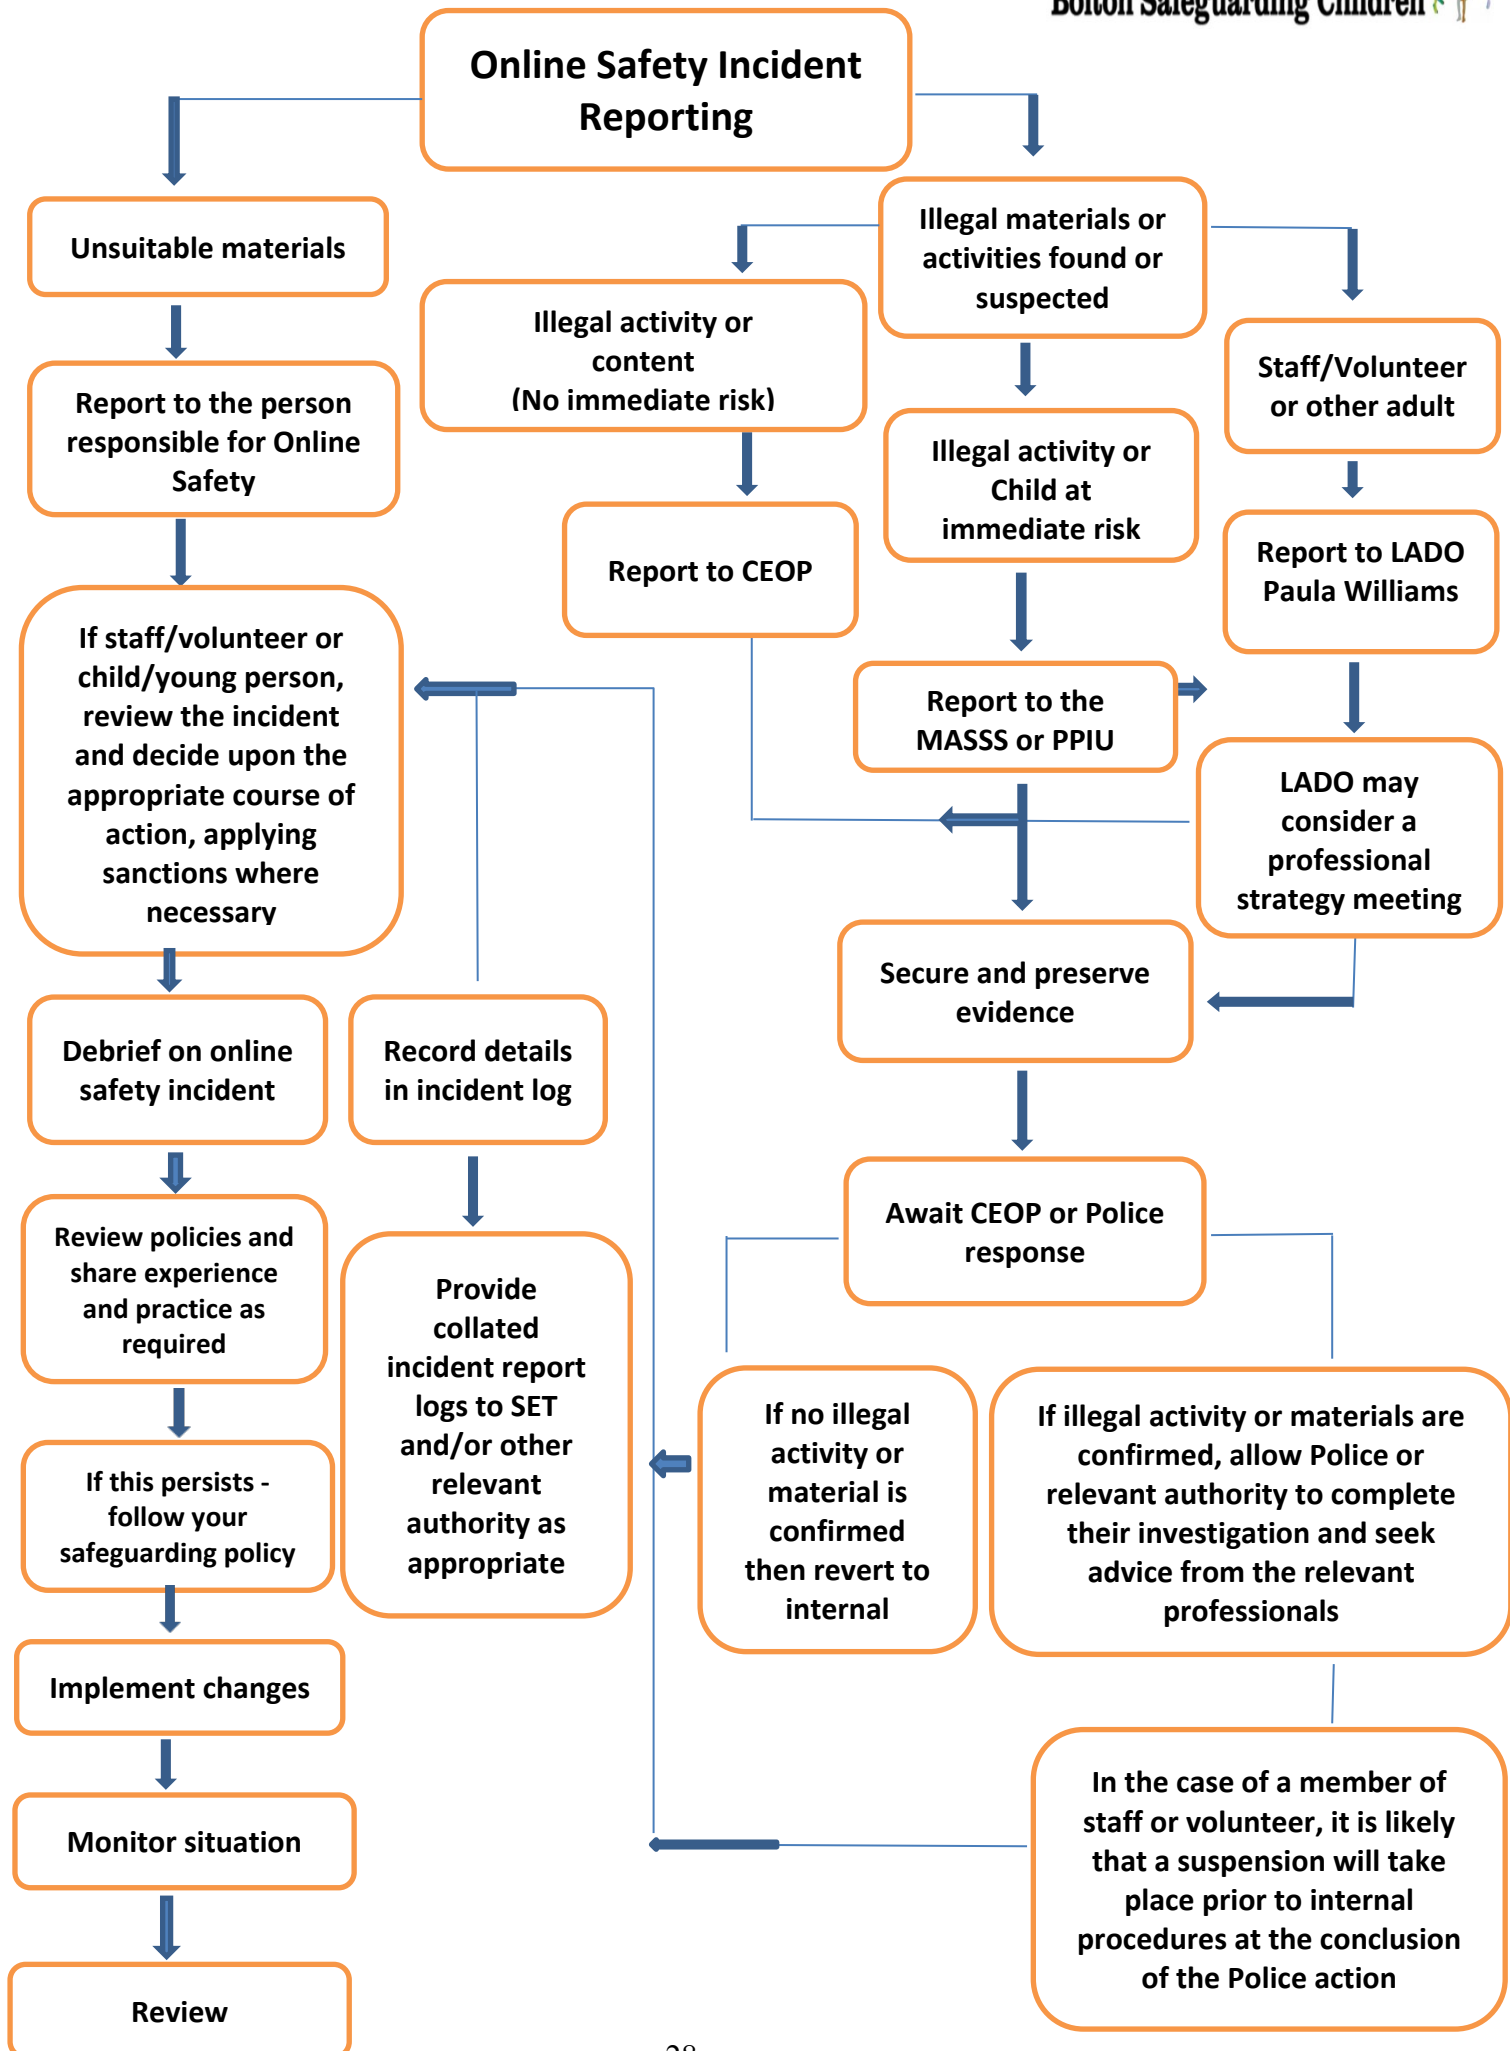 Bolton Safeguarding Children
Online Safety Incident
Reporting
Unsuitable materials
Report to the person
responsible for Online
Safety
If staff/volunteer or
child/young person,
review the incident
and decide upon the
appropriate course of
action, applying
sanctions where
necessary
Debrief on online
safety incident
Review policies and
share experience
and practice as
required
If this persists -
follow your
safeguarding policy
Implement changes
Monitor situation
Review
Record details
in incident log
Provide
collated
incident report
logs to SET
and/or other
relevant
authority as
appropriate
Illegal materials or
activities found or
suspected
Illegal activity or
content
(No immediate risk)
Report to CEOP
Illegal activity or
Child at
immediate risk
Report to the
MASSS or PPIU
Staff/Volunteer
or other adult
Report to LADO
Paula Williams
LADO may
consider a
professional
strategy meeting
Secure and preserve
evidence
Await CEOP or Police
response
If no illegal
activity or
material is
confirmed
then revert to
internal
If illegal activity or materials are
confirmed, allow Police or
relevant authority to complete
their investigation and seek
advice from the relevant
professionals
In the case of a member of
staff or volunteer, it is likely
that a suspension will take
place prior to internal
procedures at the conclusion
of the Police action
28